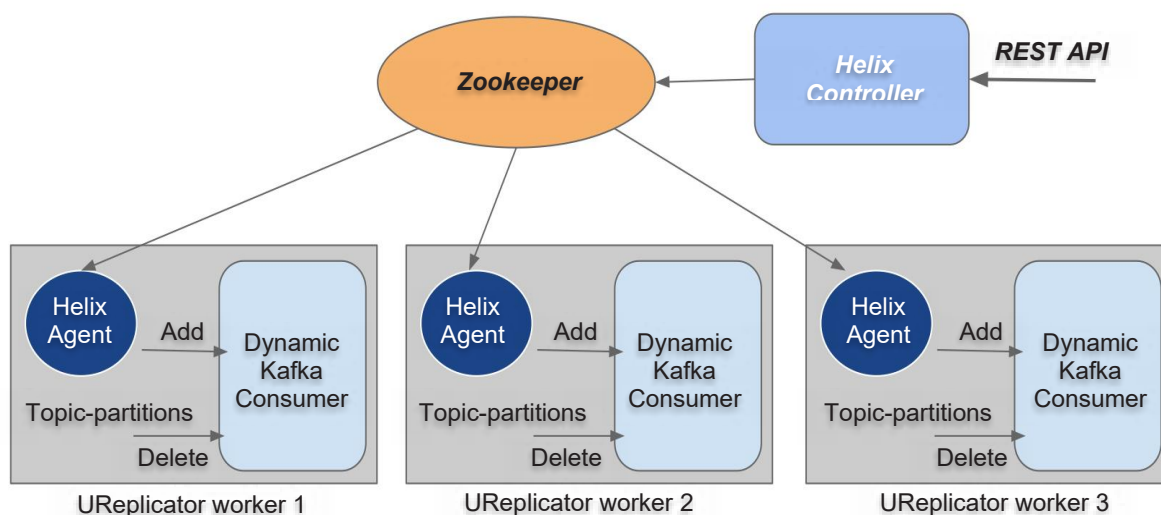 REST API
Zookeeper
Helix
Controller
Helix
Agent
Add
Dynamic
Kafka
Consumer
Topic-partitions
Delete
UReplicator worker 1
Helix
Agent
Add
Dynamic
Kafka
Consumer
Topic-partitions
Delete
UReplicator worker 2
Helix
Agent
Add
Dynamic
Kafka
Consumer
Topic-partitions
Delete
UReplicator worker 3